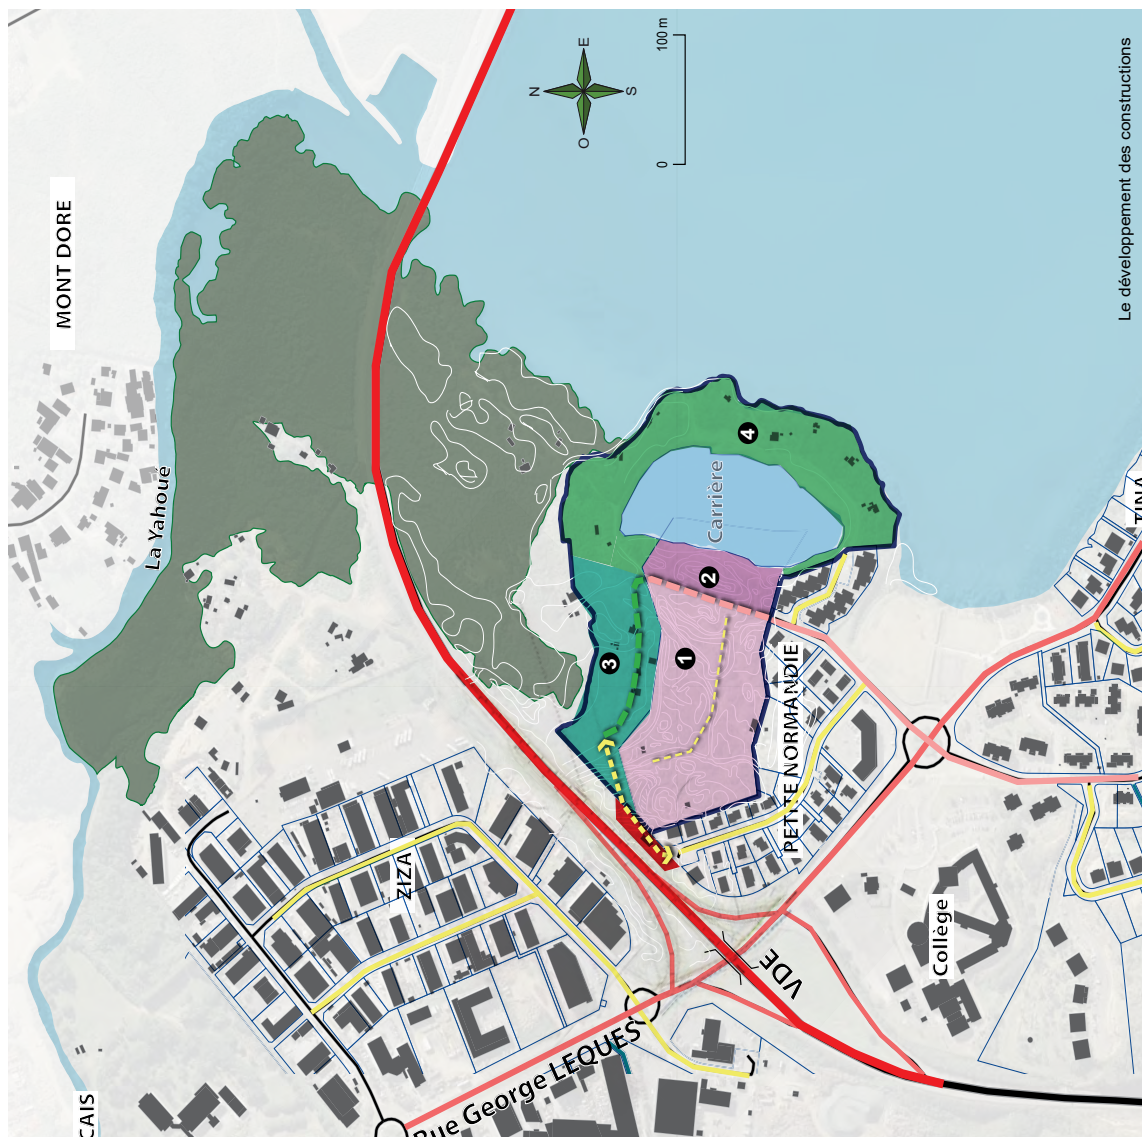 MONT DORE
La Yahoué
N
E
S
O
0
100 m
Le développement des constructions
Carrière
1
2
3
4
PETITE NORMANDIE
ZIZA
VDE
Collège
Rue George LEQUES